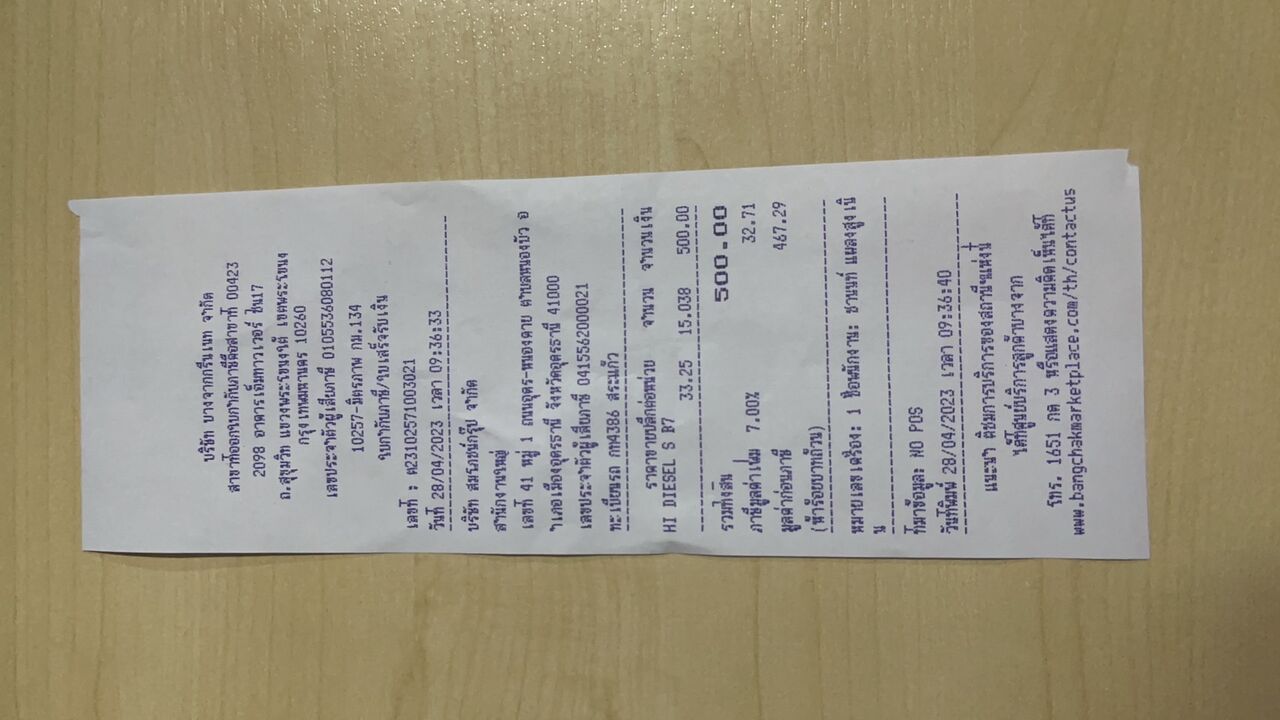 บริษัท บางจากกรีนเนท จำกัด
สาขาที่ออกใบกำกับภาษีคือสาขาที่ 00423
2098 อาคารเอ็มทาวเวอร์ ชั้น17
ถ.สุขุมวิท แขวงพระโขนงใต้ เขตพระโขนง
กรุงเทพมหานคร 10260
เลขประจำตัวผู้เสียภาษี 0105536080112
10257-มิตรภาพ กม.134
ใบกำกับภาษี/ใบเสร็จรับเงิน
เลขที่ : ค23102571003021
วันที่ 28/04/2023 เวลา 09:36:33
บริษัท สมโภชน์กรุ๊ป จำกัด
สำนักงานใหญ่
เลขที่ 41 หมู่ 1 ถนนอุดร-หนองคาย ตำบลหนองบัว อ
ำเภอเมืองอุดรธานี จังหวัดอุดรธานี 41000
เลขประจำตัวผู้เสียภาษี 0415562000021
ทะเบียนรถ กท4386 สระแก้ว
ราคาขายปลีกต่อหน่วย จำนวน จำนวนเงิน
HI DIESEL S B7 33.25 15.038 500.00
รวมทั้งสิ้น 500.00
ภาษีมูลค่าเพิ่ม 7.00% 32.71
มูลค่าก่อนภาษี 467.29
(ห้าร้อยบาทถ้วน)
หมายเลขเครื่อง: 1 ชื่อพนักงาน: ชานนท์ แผลงสูงเนิ
น
ที่มาข้อมูล: NO POS
วันที่พิมพ์ 28/04/2023 เวลา 09:36:40
แนะนำ ติชมการบริการของสถานีฯแห่งนี้
ได้ที่ศูนย์บริการลูกค้าบางจาก
โทร. 1651 กด 3 หรือแสดงความคิดเห็นได้ที่
www.bangchakmarketplace.com/th/contactus